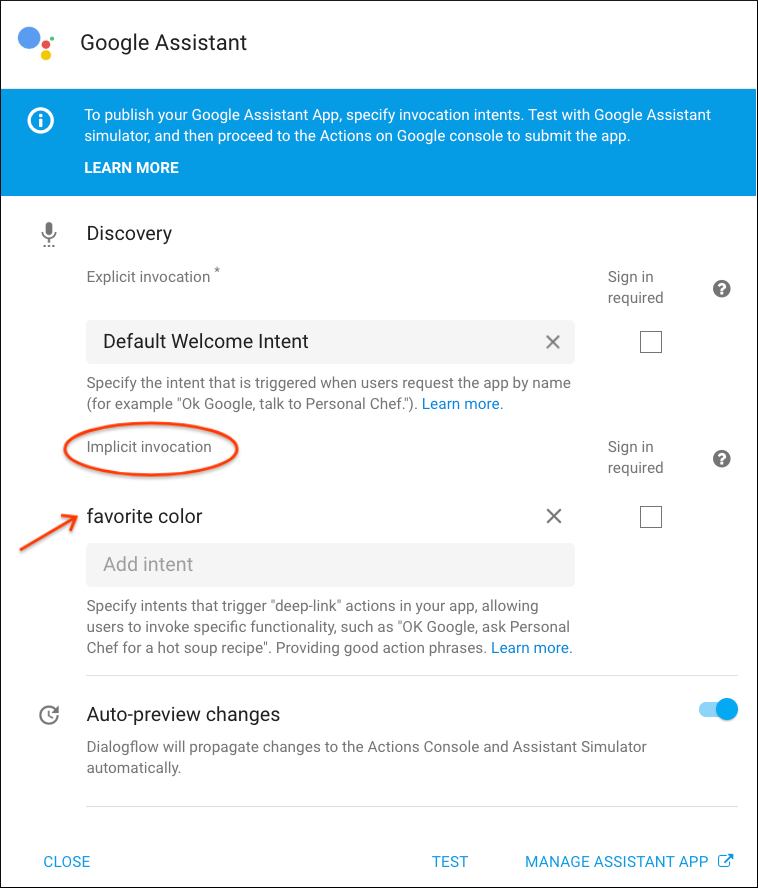 Google Assistant
To publish your Google Assistant App, specify invocation intents. Test with Google Assistant
simulator, and then proceed to the Actions on Google console to submit the app.
LEARN MORE
Discovery
Explicit invocation *
Sign in
required
Default Welcome Intent
Specify the intent that is triggered when users request the app by name
(for example "Ok Google, talk to Personal Chef."). Learn more.
Implicit invocation
Sign in
required
favorite color
Add intent
Specify intents that trigger "deep-link" actions in your app, allowing
users to invoke specific functionality, such as "OK Google, ask Personal
Chef for a hot soup recipe". Providing good action phrases. Learn more.
Auto-preview changes
Dialogflow will propagate changes to the Actions Console and Assistant Simulator
automatically.
CLOSE
TEST
MANAGE ASSISTANT APP